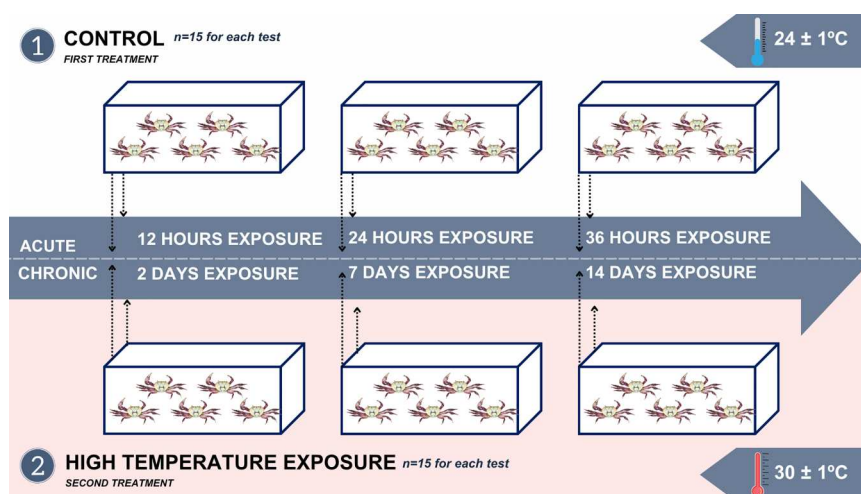 1 CONTROL n=15 for each test
FIRST TREATMENT
24 ± 1ºC
ACUTE 12 HOURS EXPOSURE 24 HOURS EXPOSURE 36 HOURS EXPOSURE
CHRONIC 2 DAYS EXPOSURE 7 DAYS EXPOSURE 14 DAYS EXPOSURE
2 HIGH TEMPERATURE EXPOSURE n=15 for each test
SECOND TREATMENT
30 ± 1ºC